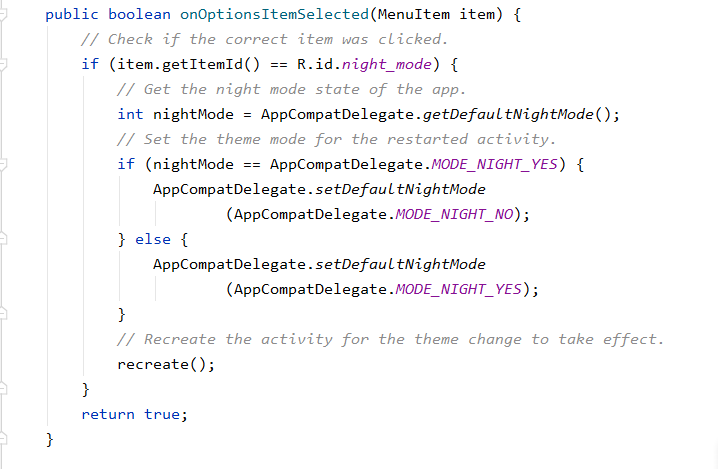 public boolean onOptionsItemSelected(MenuItem item) {
    // Check if the correct item was clicked.
    if (item.getItemId() == R.id.night_mode) {
        // Get the night mode state of the app.
        int nightMode = AppCompatDelegate.getDefaultNightMode();
        // Set the theme mode for the restarted activity.
        if (nightMode == AppCompatDelegate.MODE_NIGHT_YES) {
            AppCompatDelegate.setDefaultNightMode
                    (AppCompatDelegate.MODE_NIGHT_NO);
        } else {
            AppCompatDelegate.setDefaultNightMode
                    (AppCompatDelegate.MODE_NIGHT_YES);
        }
        // Recreate the activity for the theme change to take effect.
        recreate();
    }
    return true;
}